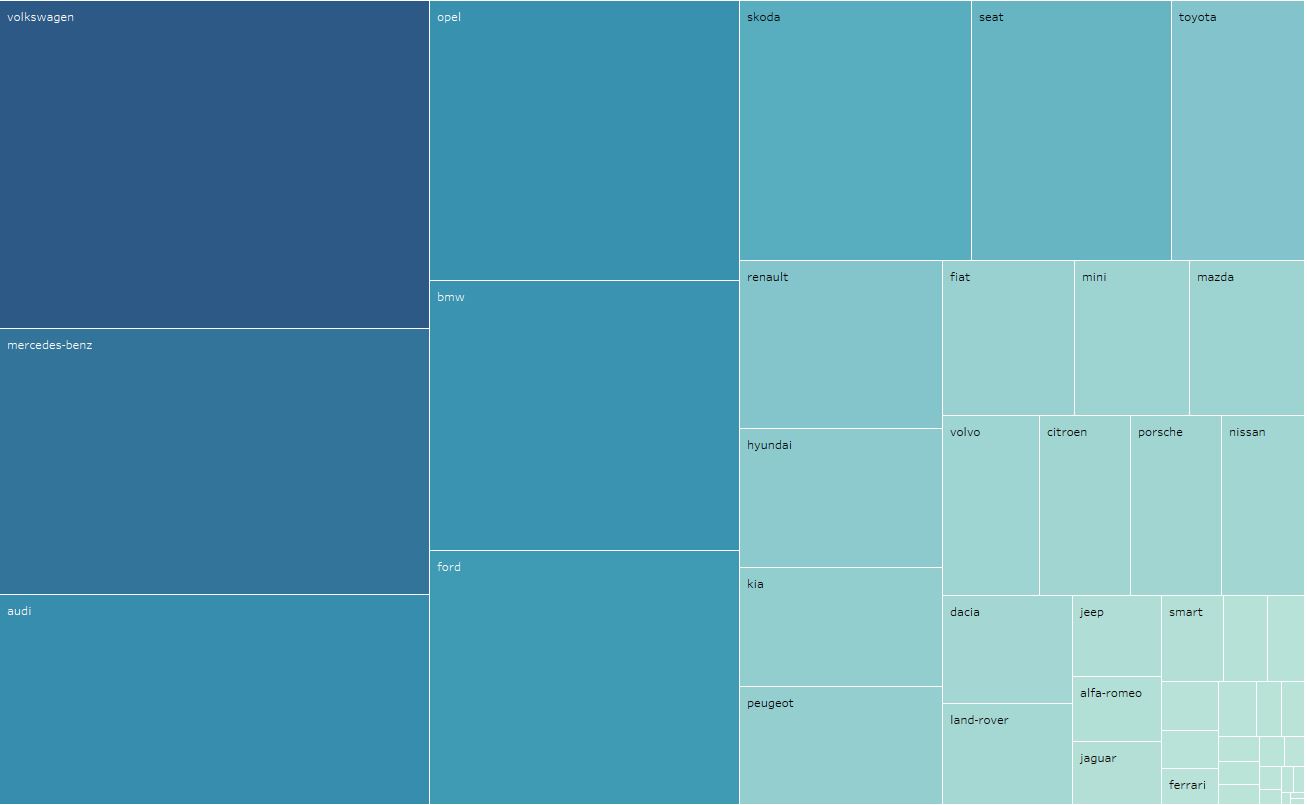 volkswagen
mercedes-benz
audi
opel
bmw
ford
skoda
seat
toyota
renault
hyundai
kia
peugeot
fiat
mini
mazda
volvo
citroen
porsche
nissan
dacia
land-rover
jeep
alfa-romeo
jaguar
smart
ferrari